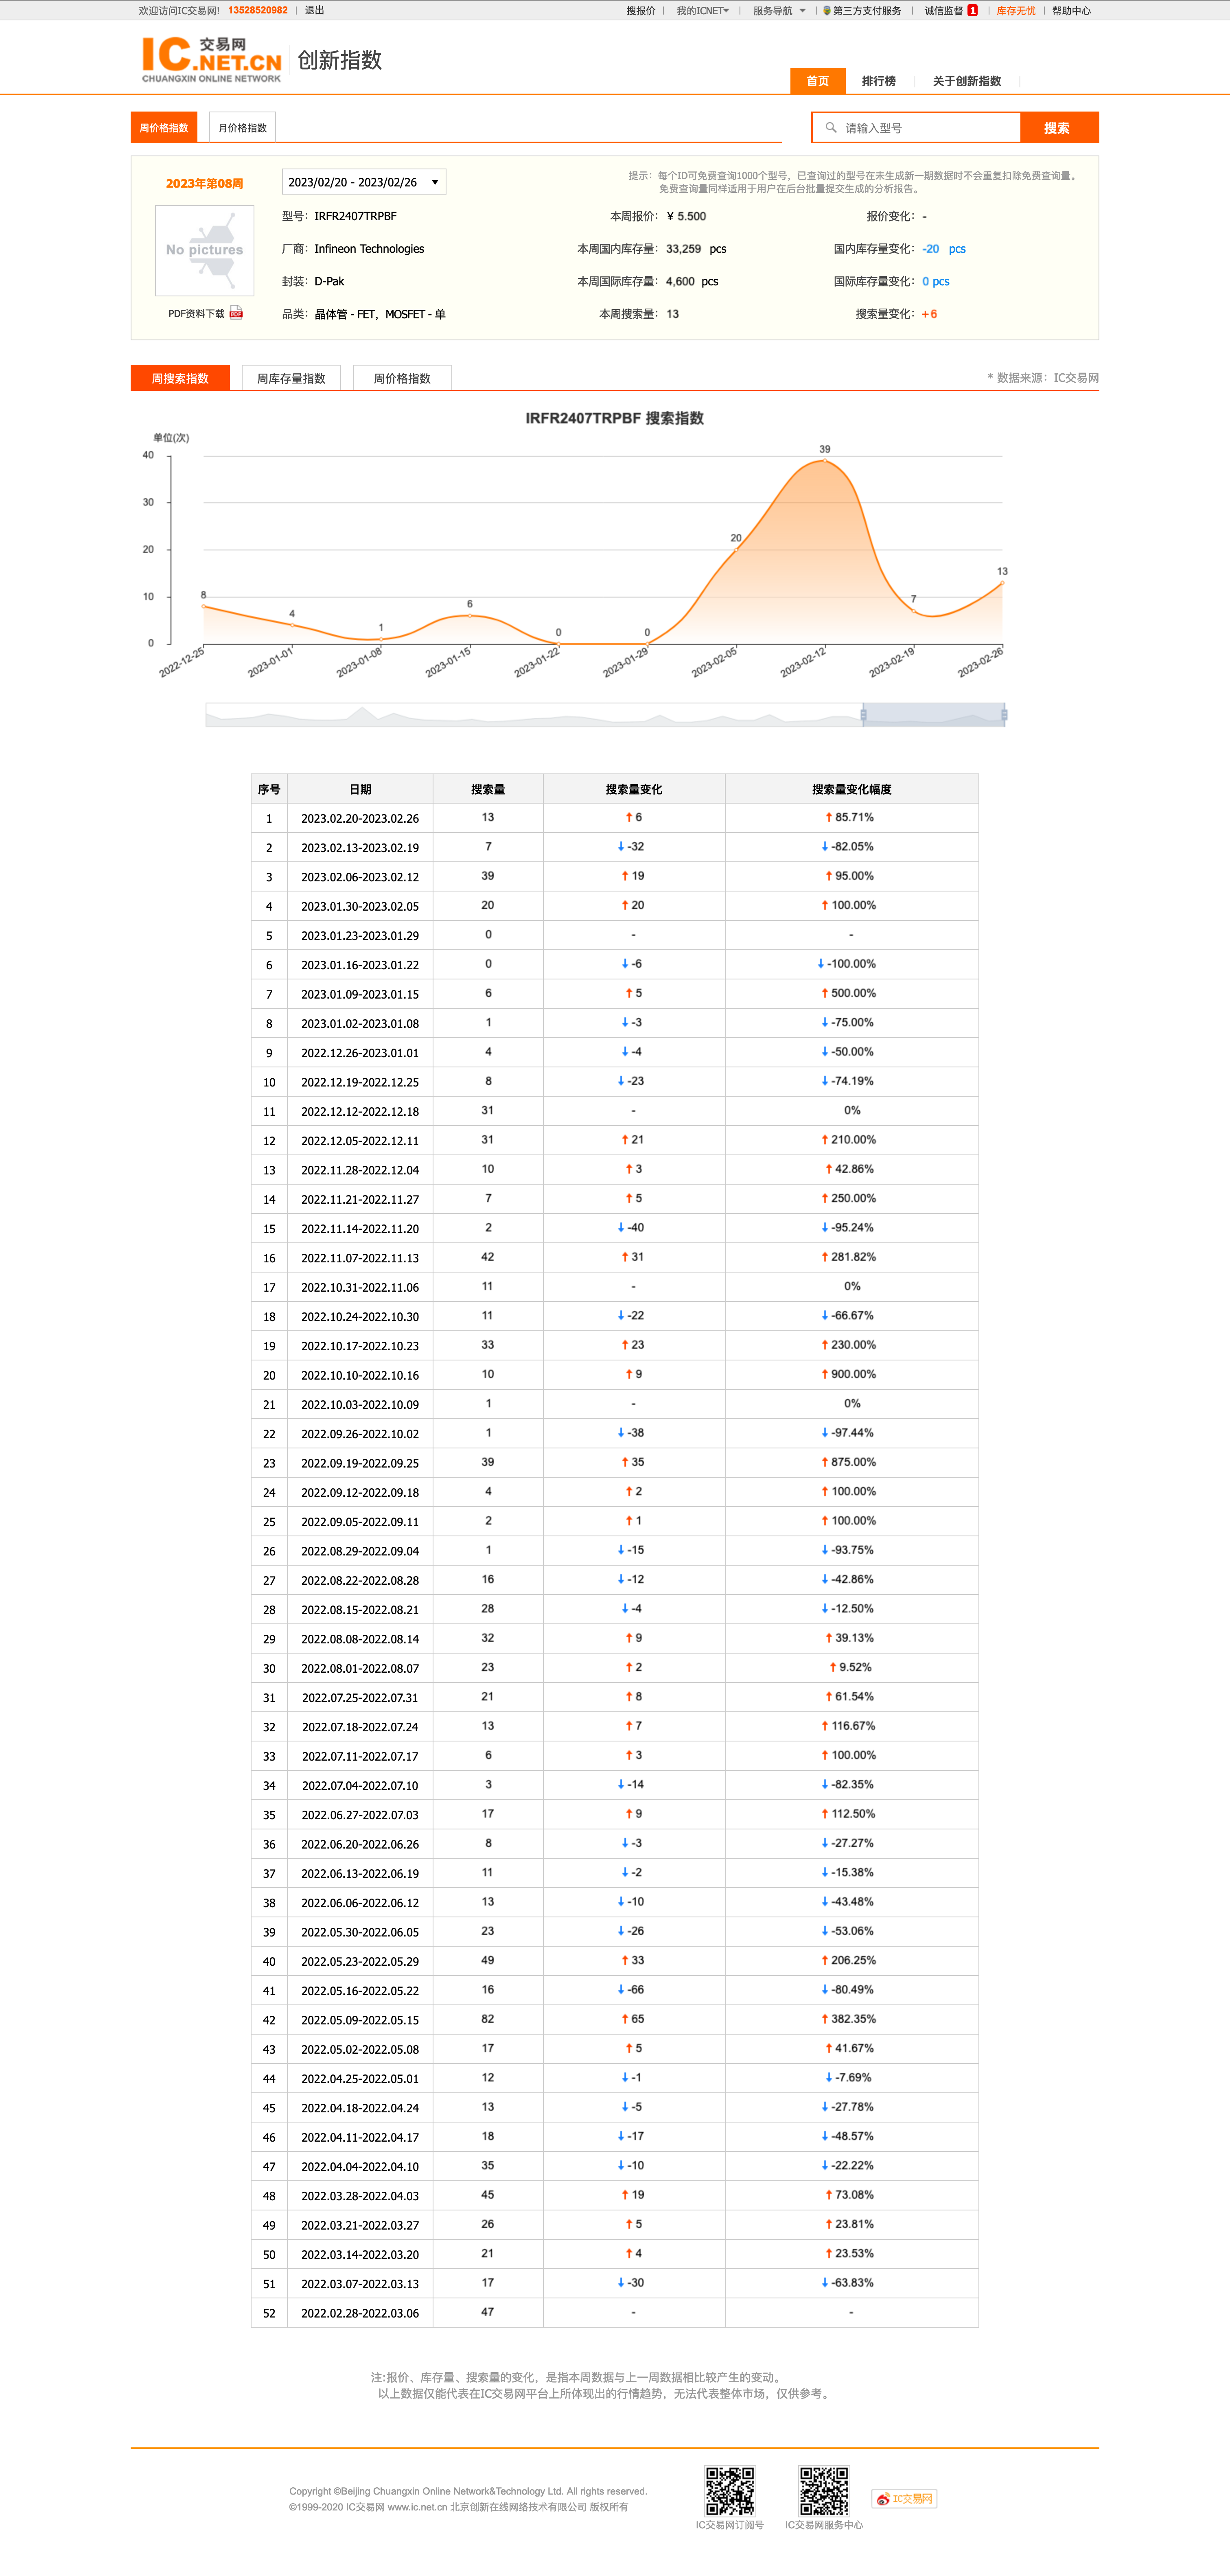 欢迎访问IC交易网! 13528520982 | 退出 搜报价 | 我的ICNET | 服务导航 | 第三方支付服务 | 诚信监督 1 | 库存无忧 | 帮助中心
IC 交易网 .NET.CN CHUANGXIN ONLINE NETWORK 创新指数
首页 排行榜 关于创新指数
周价格指数 月价格指数 请输入型号 搜索
2023年第08周 2023/02/20 - 2023/02/26 提示：每个ID可免费查询1000个型号，已查询过的型号在未生成新一期数据时不会重复扣除免费查询量。
免费查询量同样适用于用户在后台批量提交生成的分析报告。
No pictures
型号：IRFR2407TRPBF 本周报价：¥ 5.500 报价变化：-
厂商：Infineon Technologies 本周国内库存量：33,259 pcs 国内库存量变化：-20 pcs
封装：D-Pak 本周国际库存量：4,600 pcs 国际库存量变化：0 pcs
PDF资料下载 PDF 品类：晶体管 - FET，MOSFET - 单 本周搜索量：13 搜索量变化：+6
周搜索指数 周库存量指数 周价格指数 * 数据来源：IC交易网
IRFR2407TRPBF 搜索指数
单位(次)
40
30
20
10
0
8 4 1 6 0 0 20 39 7 13
2022-12-25 2023-01-01 2023-01-08 2023-01-15 2023-01-22 2023-01-29 2023-02-05 2023-02-12 2023-02-19 2023-02-26
序号 日期 搜索量 搜索量变化 搜索量变化幅度
1 2023.02.20-2023.02.26 13 ↑ 6 ↑ 85.71%
2 2023.02.13-2023.02.19 7 ↓ -32 ↓ -82.05%
3 2023.02.06-2023.02.12 39 ↑ 19 ↑ 95.00%
4 2023.01.30-2023.02.05 20 ↑ 20 ↑ 100.00%
5 2023.01.23-2023.01.29 0 - -
6 2023.01.16-2023.01.22 0 ↓ -6 ↓ -100.00%
7 2023.01.09-2023.01.15 6 ↑ 5 ↑ 500.00%
8 2023.01.02-2023.01.08 1 ↓ -3 ↓ -75.00%
9 2022.12.26-2023.01.01 4 ↓ -4 ↓ -50.00%
10 2022.12.19-2022.12.25 8 ↓ -23 ↓ -74.19%
11 2022.12.12-2022.12.18 31 - 0%
12 2022.12.05-2022.12.11 31 ↑ 21 ↑ 210.00%
13 2022.11.28-2022.12.04 10 ↑ 3 ↑ 42.86%
14 2022.11.21-2022.11.27 7 ↑ 5 ↑ 250.00%
15 2022.11.14-2022.11.20 2 ↓ -40 ↓ -95.24%
16 2022.11.07-2022.11.13 42 ↑ 31 ↑ 281.82%
17 2022.10.31-2022.11.06 11 - 0%
18 2022.10.24-2022.10.30 11 ↓ -22 ↓ -66.67%
19 2022.10.17-2022.10.23 33 ↑ 23 ↑ 230.00%
20 2022.10.10-2022.10.16 10 ↑ 9 ↑ 900.00%
21 2022.10.03-2022.10.09 1 - 0%
22 2022.09.26-2022.10.02 1 ↓ -38 ↓ -97.44%
23 2022.09.19-2022.09.25 39 ↑ 35 ↑ 875.00%
24 2022.09.12-2022.09.18 4 ↑ 2 ↑ 100.00%
25 2022.09.05-2022.09.11 2 ↑ 1 ↑ 100.00%
26 2022.08.29-2022.09.04 1 ↓ -15 ↓ -93.75%
27 2022.08.22-2022.08.28 16 ↓ -12 ↓ -42.86%
28 2022.08.15-2022.08.21 28 ↓ -4 ↓ -12.50%
29 2022.08.08-2022.08.14 32 ↑ 9 ↑ 39.13%
30 2022.08.01-2022.08.07 23 ↑ 2 ↑ 9.52%
31 2022.07.25-2022.07.31 21 ↑ 8 ↑ 61.54%
32 2022.07.18-2022.07.24 13 ↑ 7 ↑ 116.67%
33 2022.07.11-2022.07.17 6 ↑ 3 ↑ 100.00%
34 2022.07.04-2022.07.10 3 ↓ -14 ↓ -82.35%
35 2022.06.27-2022.07.03 17 ↑ 9 ↑ 112.50%
36 2022.06.20-2022.06.26 8 ↓ -3 ↓ -27.27%
37 2022.06.13-2022.06.19 11 ↓ -2 ↓ -15.38%
38 2022.06.06-2022.06.12 13 ↓ -10 ↓ -43.48%
39 2022.05.30-2022.06.05 23 ↓ -26 ↓ -53.06%
40 2022.05.23-2022.05.29 49 ↑ 33 ↑ 206.25%
41 2022.05.16-2022.05.22 16 ↓ -66 ↓ -80.49%
42 2022.05.09-2022.05.15 82 ↑ 65 ↑ 382.35%
43 2022.05.02-2022.05.08 17 ↑ 5 ↑ 41.67%
44 2022.04.25-2022.05.01 12 ↓ -1 ↓ -7.69%
45 2022.04.18-2022.04.24 13 ↓ -5 ↓ -27.78%
46 2022.04.11-2022.04.17 18 ↓ -17 ↓ -48.57%
47 2022.04.04-2022.04.10 35 ↓ -10 ↓ -22.22%
48 2022.03.28-2022.04.03 45 ↑ 19 ↑ 73.08%
49 2022.03.21-2022.03.27 26 ↑ 5 ↑ 23.81%
50 2022.03.14-2022.03.20 21 ↑ 4 ↑ 23.53%
51 2022.03.07-2022.03.13 17 ↓ -30 ↓ -63.83%
52 2022.02.28-2022.03.06 47 - -
注:报价、库存量、搜索量的变化，是指本周数据与上一周数据相比较产生的变动。
以上数据仅能代表在IC交易网平台上所体现出的行情趋势，无法代表整体市场，仅供参考。
Copyright ©Beijing Chuangxin Online Network&Technology Ltd. All rights reserved.
©1999-2020 IC交易网 www.ic.net.cn 北京创新在线网络技术有限公司 版权所有
IC交易网
IC交易网订阅号 IC交易网服务中心